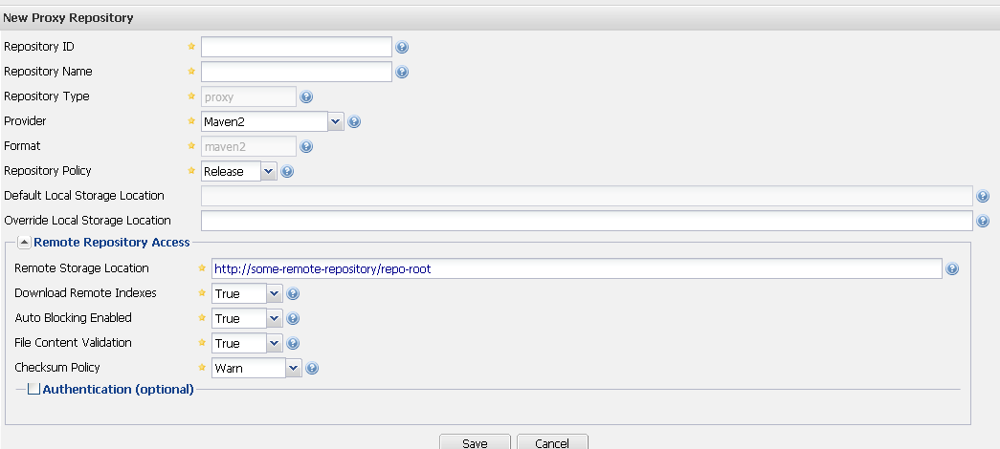 New Proxy Repository
Repository ID
Repository Name
Repository Type proxy
Provider Maven2
Format maven2
Repository Policy Release
Default Local Storage Location
Override Local Storage Location
Remote Repository Access
Remote Storage Location http://some-remote-repository/repo-root
Download Remote Indexes True
Auto Blocking Enabled True
File Content Validation True
Checksum Policy Warn
Authentication (optional)
Save Cancel